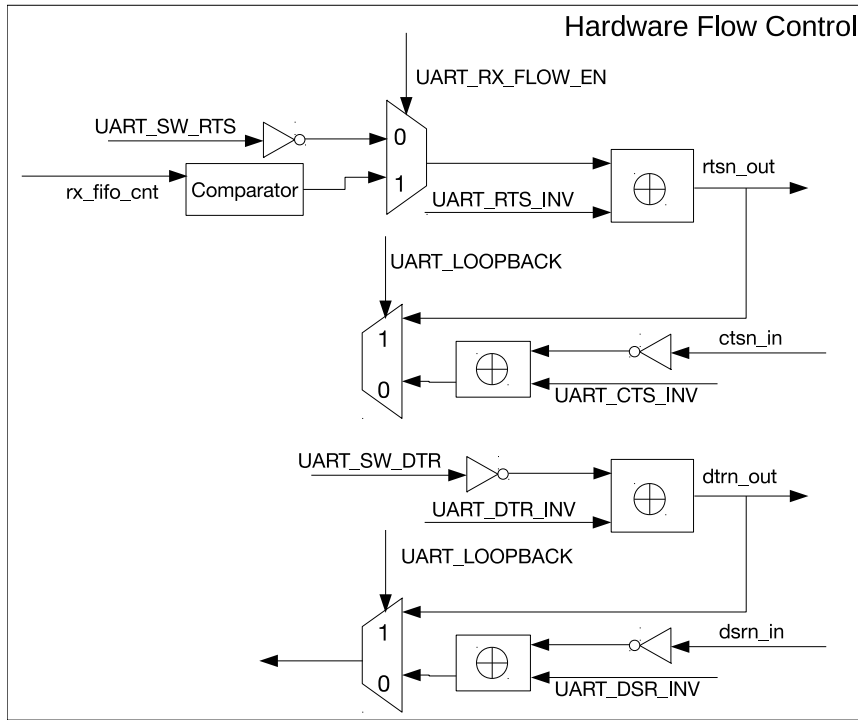 Hardware Flow Control
UART_RX_FLOW_EN
UART_SW_RTS
0
rtsn_out
rx_fifo_cnt
Comparator
1
UART_RTS_INV
UART_LOOPBACK
1
ctsn_in
0
UART_CTS_INV
UART_SW_DTR
dtrn_out
UART_DTR_INV
UART_LOOPBACK
1
dsrn_in
0
UART_DSR_INV